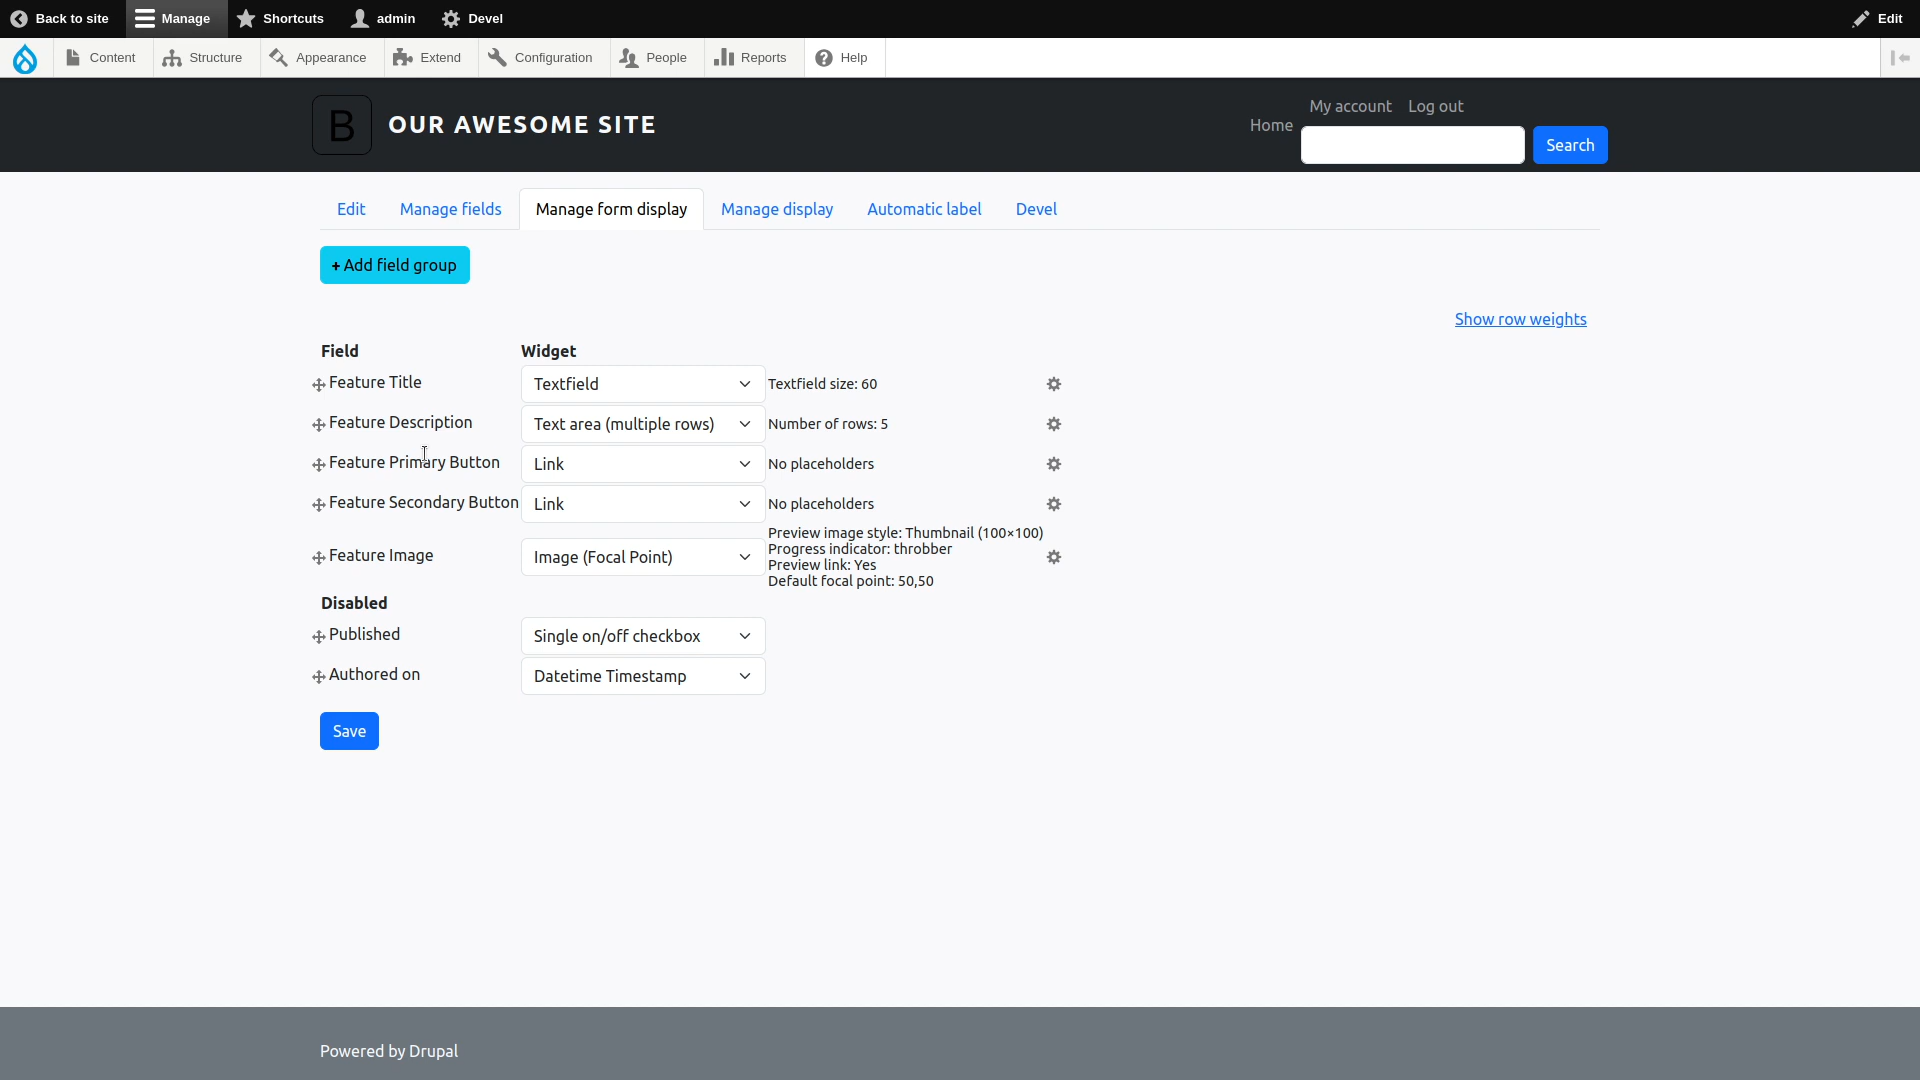 Back to site Manage Shortcuts admin Devel Edit
Content Structure Appearance Extend Configuration People Reports Help
B OUR AWESOME SITE
My account Log out
Home Search
Edit Manage fields Manage form display Manage display Automatic label Devel
+ Add field group
Show row weights
Field Widget
Feature Title Textfield Textfield size: 60
Feature Description Text area (multiple rows) Number of rows: 5
Feature Primary Button Link No placeholders
Feature Secondary Button Link No placeholders
Feature Image Image (Focal Point) Preview image style: Thumbnail (100×100)
Progress indicator: throbber
Preview link: Yes
Default focal point: 50,50
Disabled
Published Single on/off checkbox
Authored on Datetime Timestamp
Save
Powered by Drupal